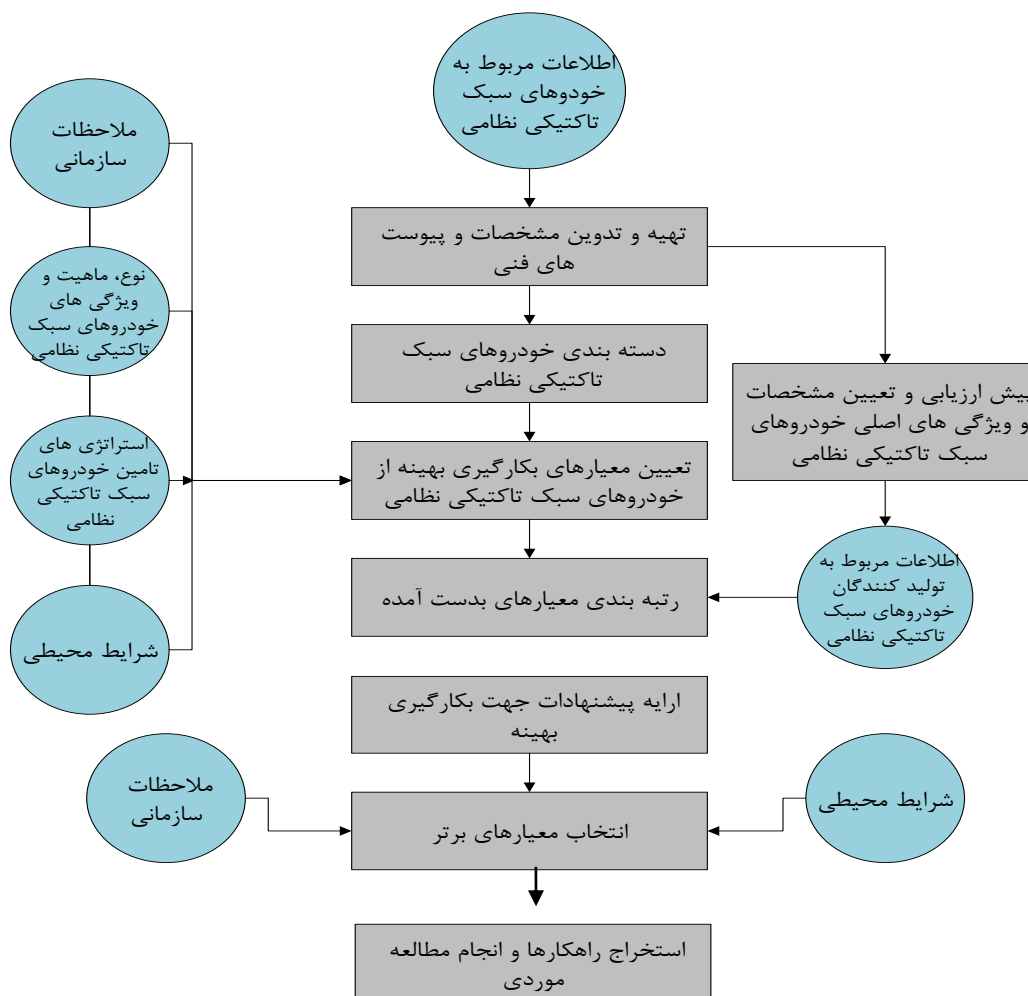 اطلاعات مربوط به
خودوهای سبک
تاکتیکی نظامی
ملاحظات
سازمانی
تهیه و تدوین مشخصات و پیوست
های فنی
نوع، ماهیت و
ویژگی های
خودروهای سبک
تاکتیکی نظامی
دسته بندی خودروهای سبک
تاکتیکی نظامی
پیش ارزیابی و تعیین مشخصات
و ویژگی های اصلی خودروهای
سبک تاکتیکی نظامی
استراتژی های
تامین خودروهای
سبک تاکتیکی
نظامی
تعیین معیارهای بکارگیری بهینه از
خودروهای سبک تاکتیکی نظامی
اطلاعات مربوط به
تولید کنندگان
خودروهای سبک
تاکتیکی نظامی
رتبه بندی معیارهای بدست آمده
شرایط محیطی
ارایه پیشنهادات جهت بکارگیری
بهینه
ملاحظات
سازمانی
انتخاب معیارهای برتر
شرایط محیطی
استخراج راهکارها و انجام مطالعه
موردی